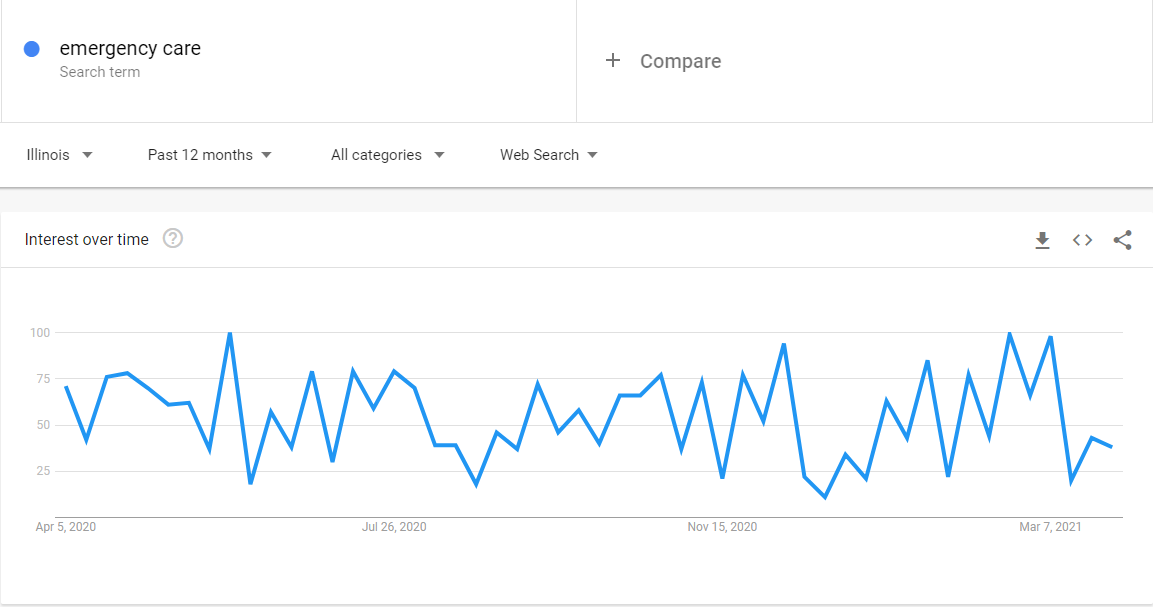 emergency care
Search term
+ Compare
Illinois
Past 12 months
All categories
Web Search
Interest over time ?
100
75
50
25
Apr 5, 2020
Jul 26, 2020
Nov 15, 2020
Mar 7, 2021